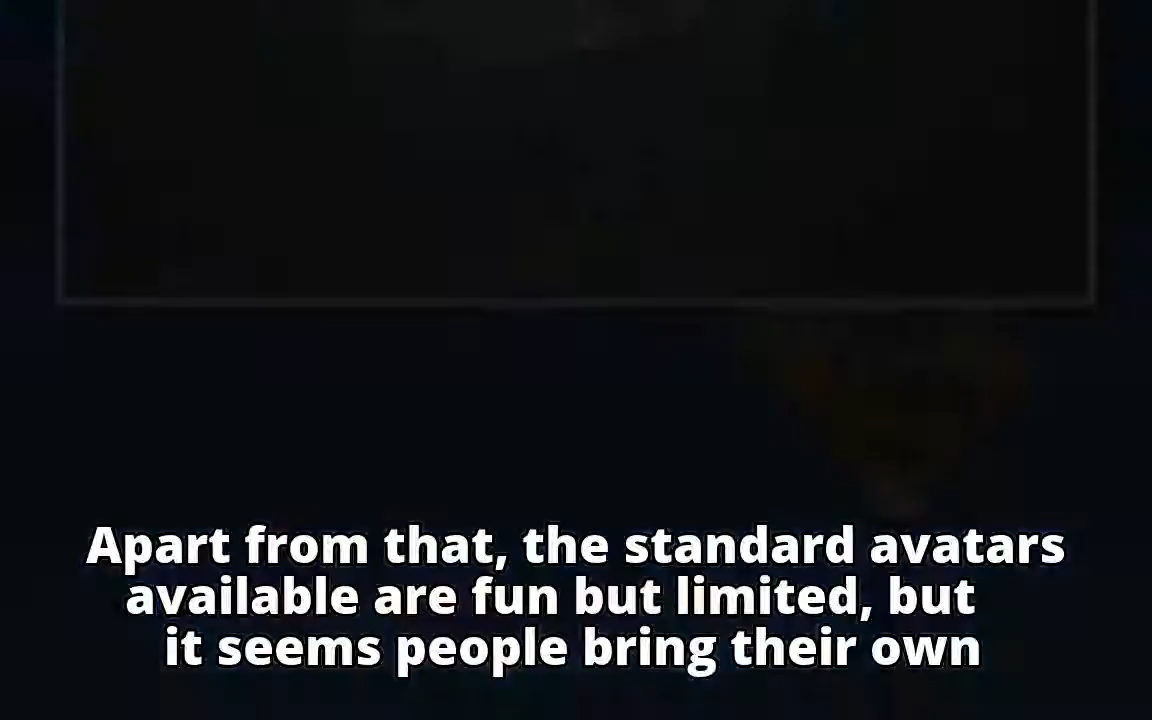 Apart from that, the standard avatars
available are fun but limited, but
it seems people bring their own